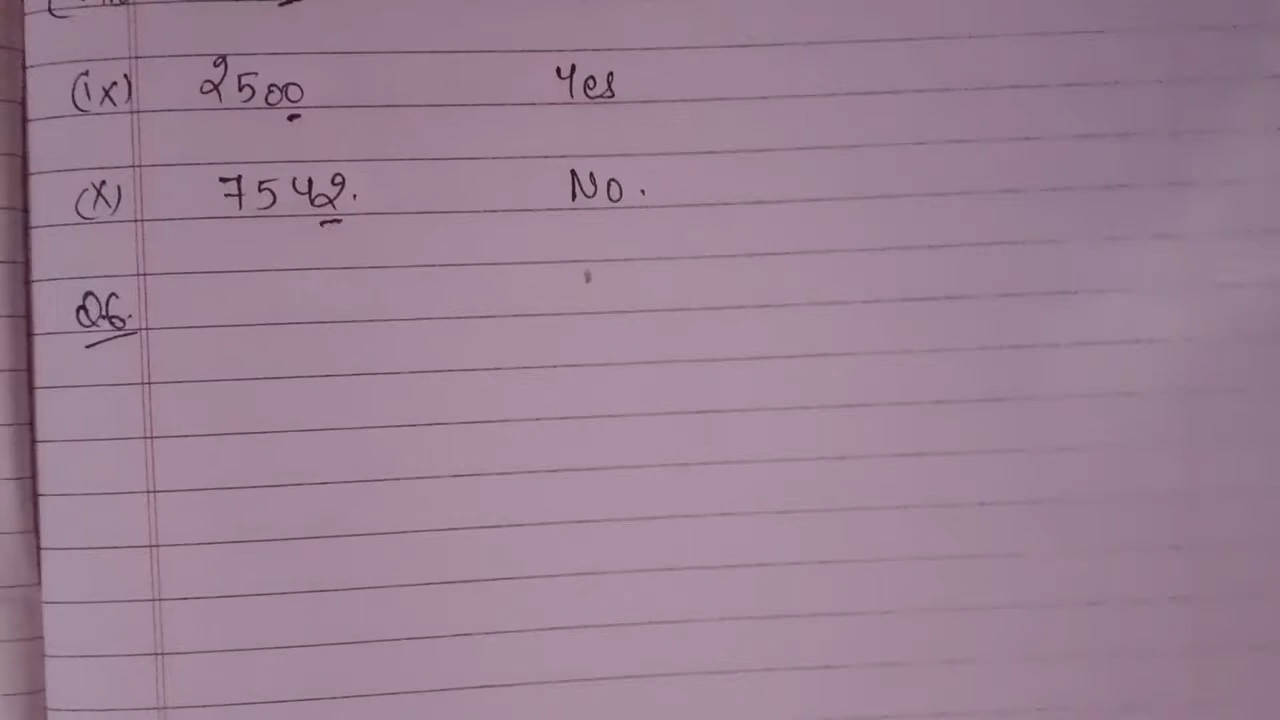 (ix) 2500 Yes
(x) 7542. No.
Q6.